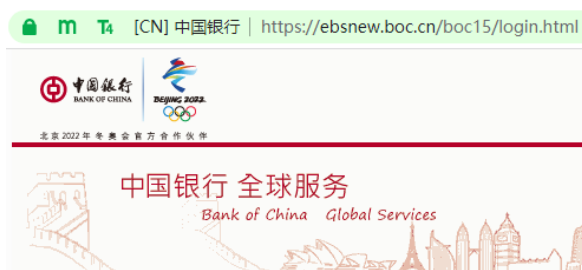 m T4 [CN] 中国银行 | https://ebsnew.boc.cn/boc15/login.html
中国银行
BANK OF CHINA
BEIJING 2022
北京2022年冬奥会官方合作伙伴
中国银行 全球服务
Bank of China Global Services